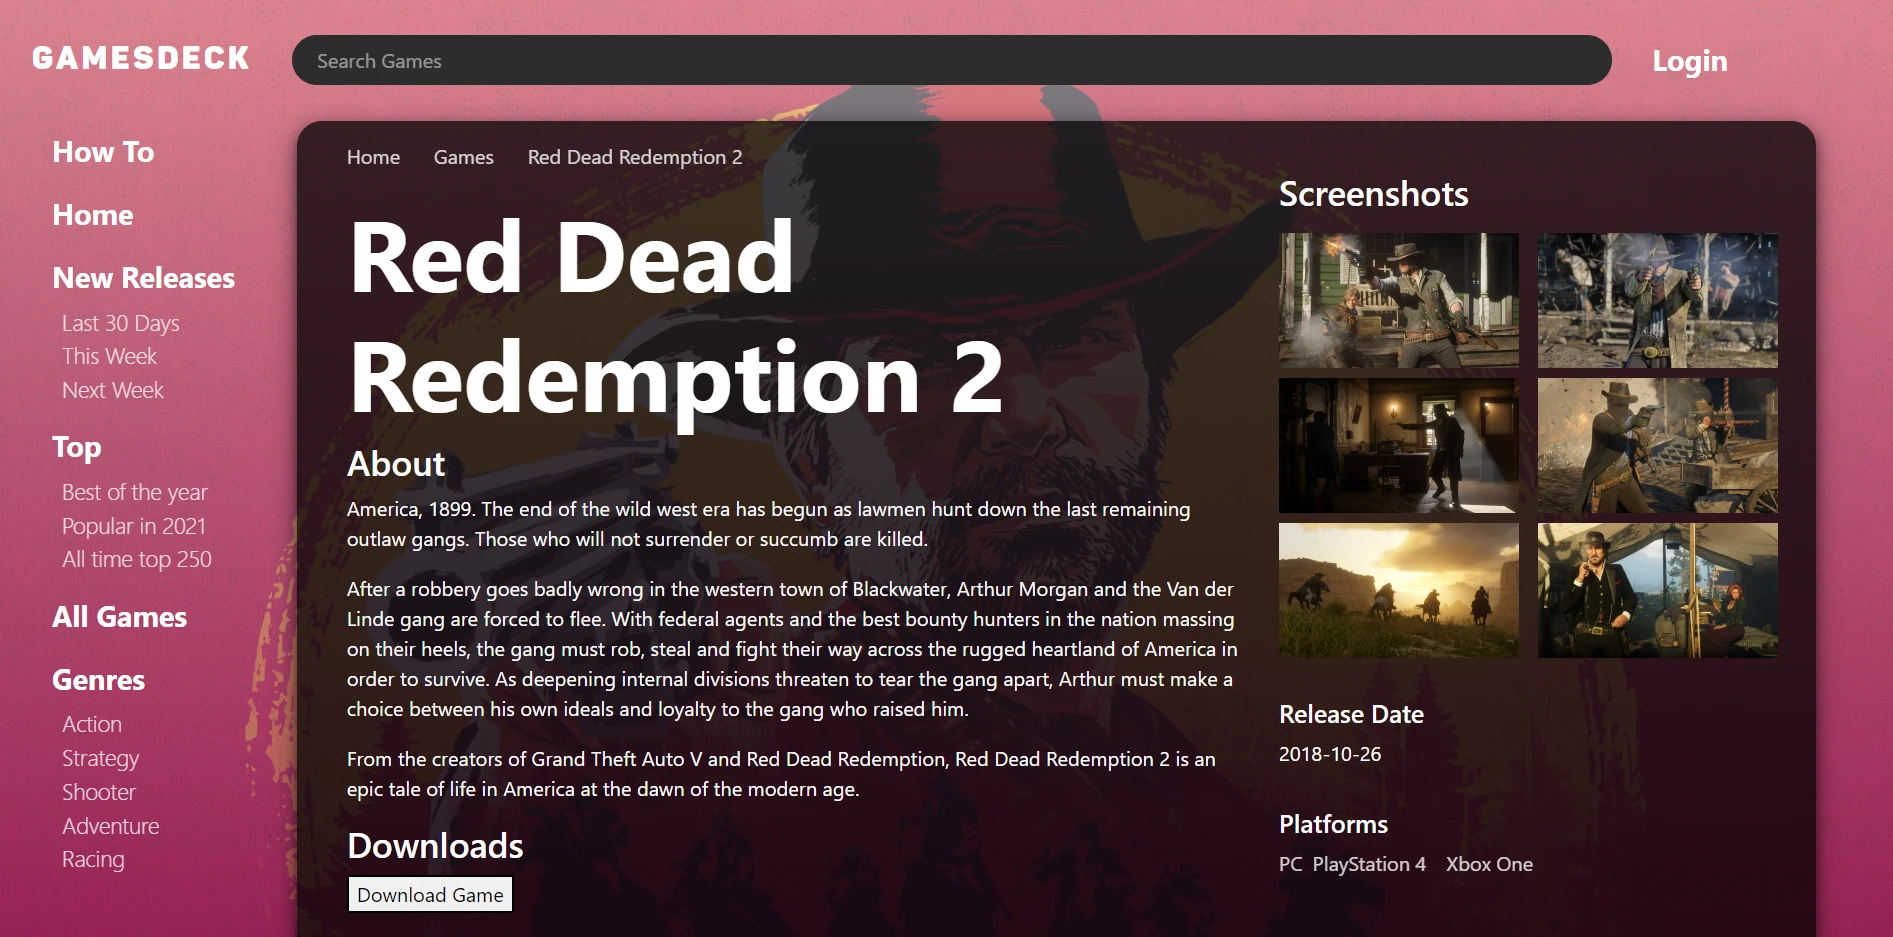 GAMESDECK
Search Games
Login
How To
Home
New Releases
Last 30 Days
This Week
Next Week
Top
Best of the year
Popular in 2021
All time top 250
All Games
Genres
Action
Strategy
Shooter
Adventure
Racing
Home Games Red Dead Redemption 2
Red Dead
Redemption 2
About
America, 1899. The end of the wild west era has begun as lawmen hunt down the last remaining
outlaw gangs. Those who will not surrender or succumb are killed.
After a robbery goes badly wrong in the western town of Blackwater, Arthur Morgan and the Van der
Linde gang are forced to flee. With federal agents and the best bounty hunters in the nation massing
on their heels, the gang must rob, steal and fight their way across the rugged heartland of America in
order to survive. As deepening internal divisions threaten to tear the gang apart, Arthur must make a
choice between his own ideals and loyalty to the gang who raised him.
From the creators of Grand Theft Auto V and Red Dead Redemption, Red Dead Redemption 2 is an
epic tale of life in America at the dawn of the modern age.
Downloads
Download Game
Screenshots
Release Date
2018-10-26
Platforms
PC PlayStation 4 Xbox One